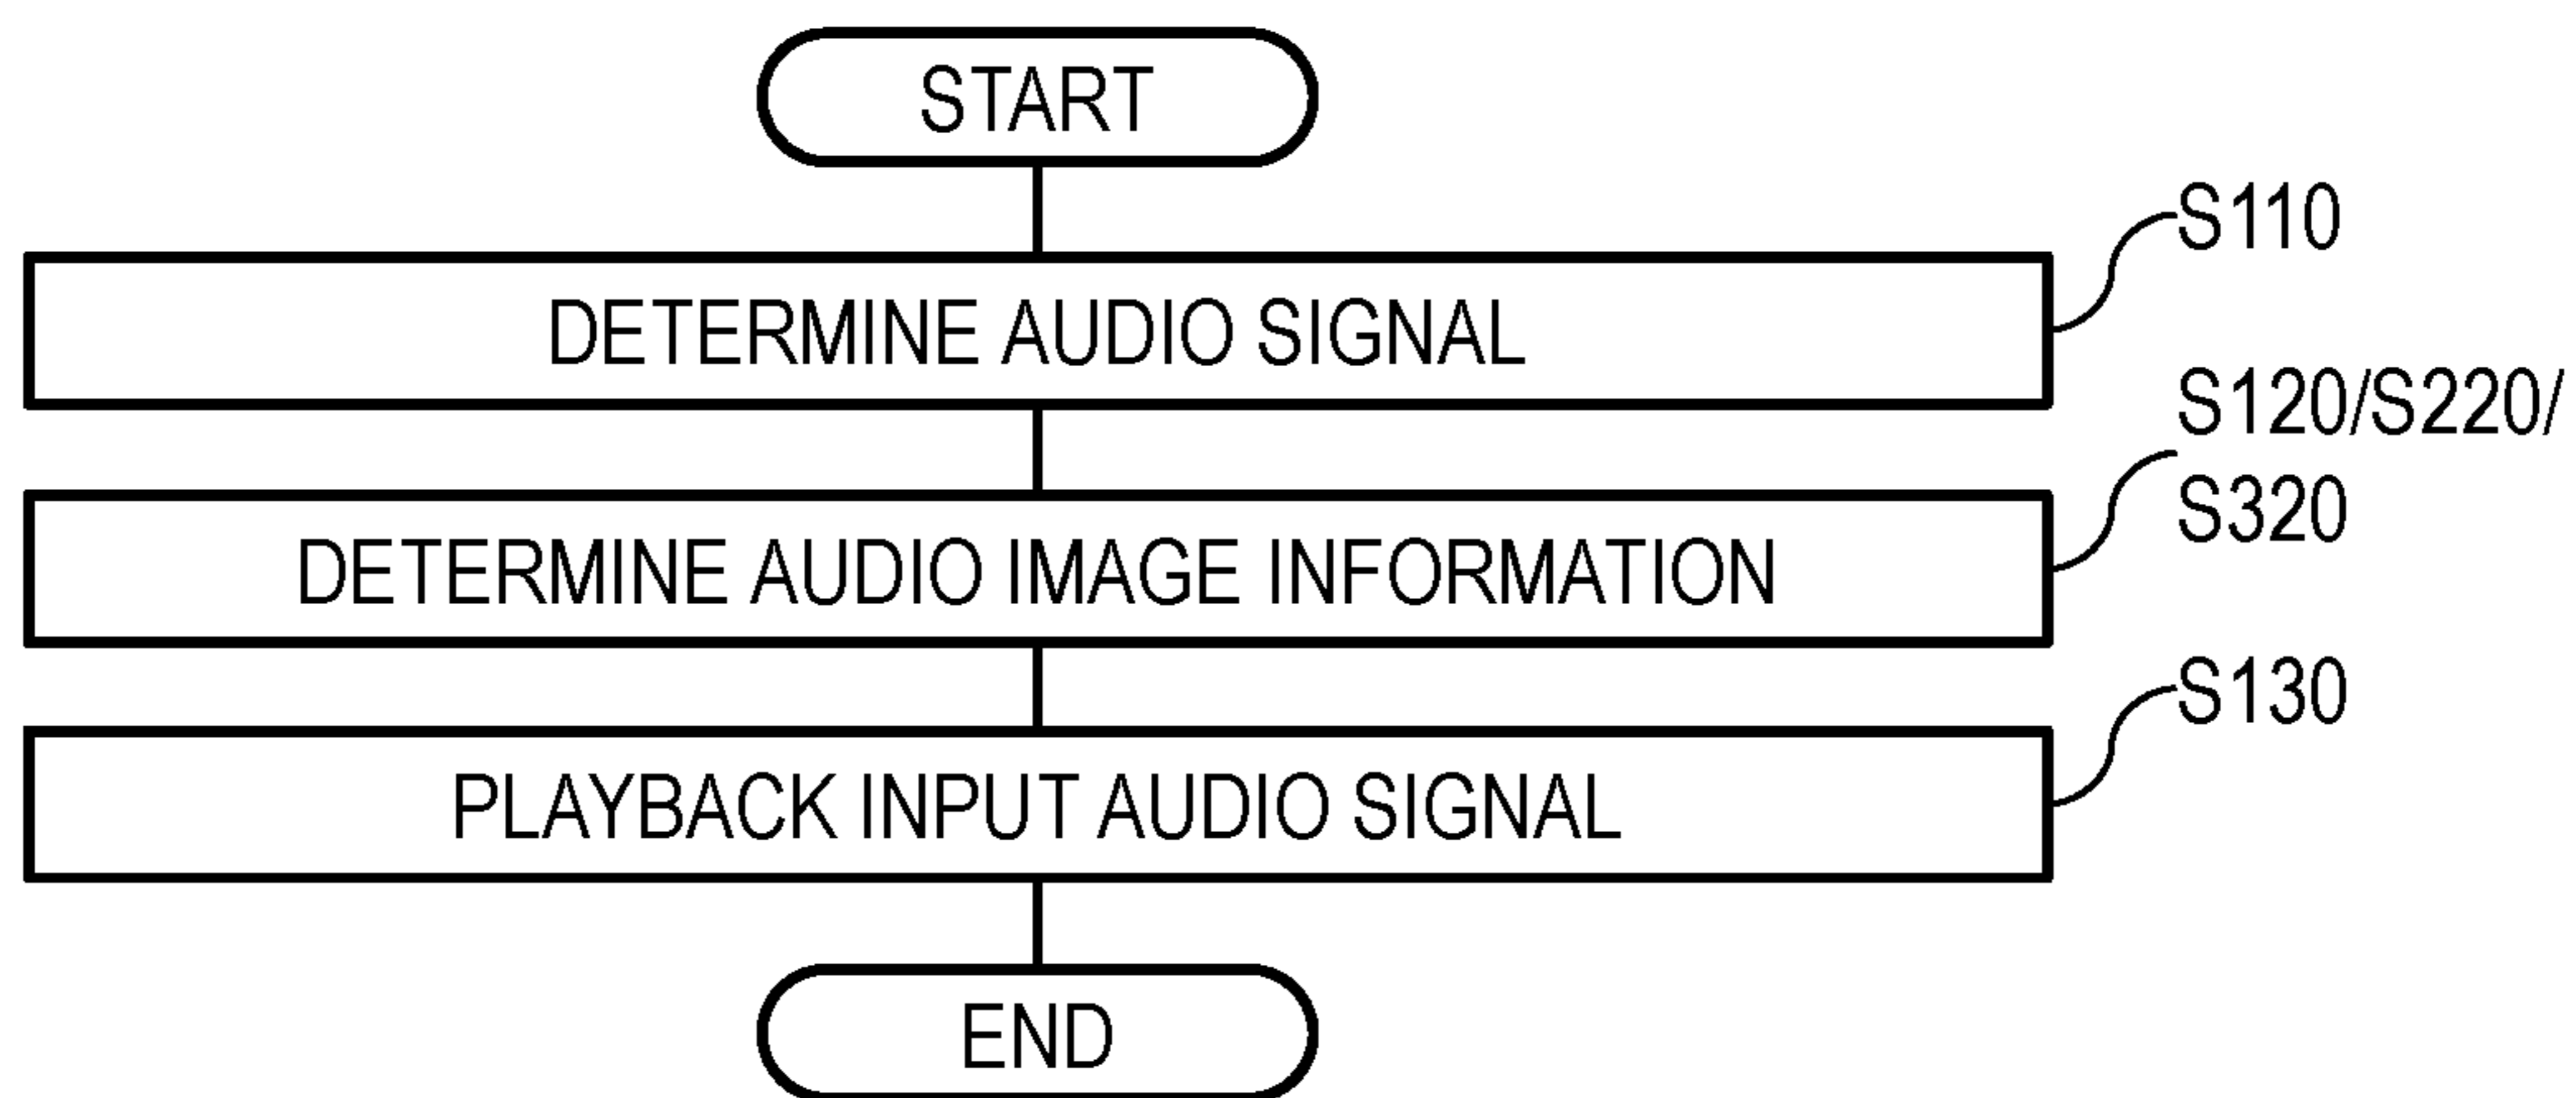 START
S110
DETERMINE AUDIO SIGNAL
S120/S220/
S320
DETERMINE AUDIO IMAGE INFORMATION
S130
PLAYBACK INPUT AUDIO SIGNAL
END